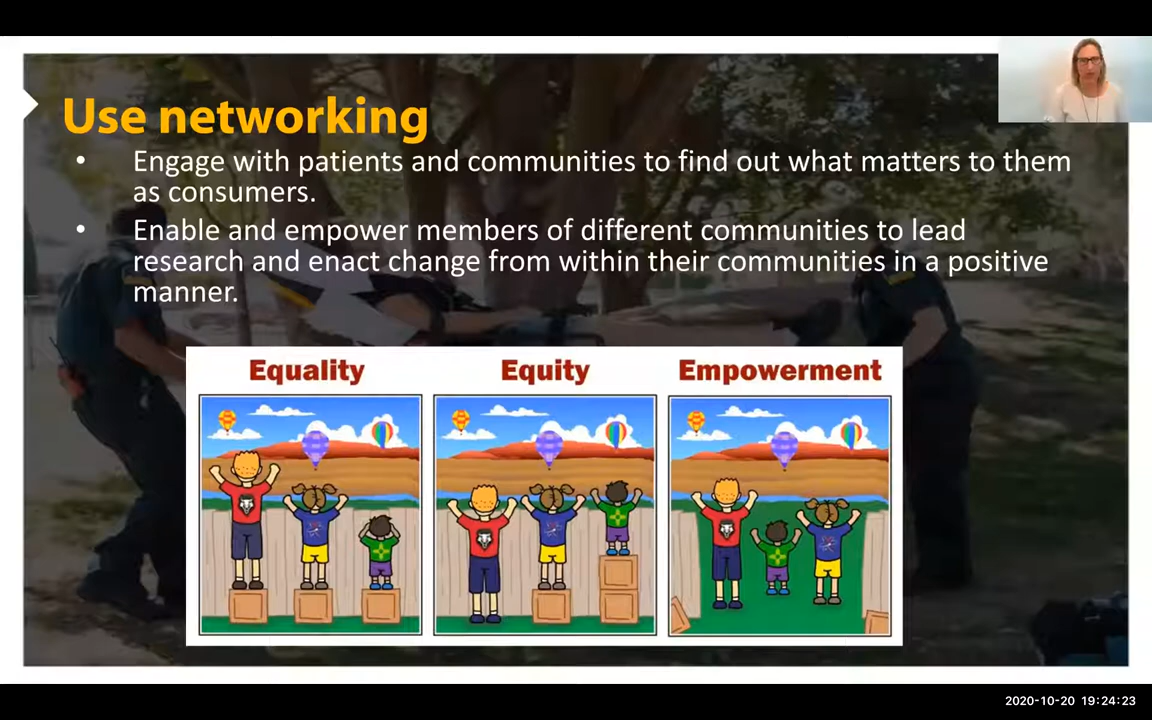 Use networking
• Engage with patients and communities to find out what matters to them
as consumers.
• Enable and empower members of different communities to lead
research and enact change from within their communities in a positive
manner.
Equality
Equity
Empowerment
2020-10-20 19:24:23